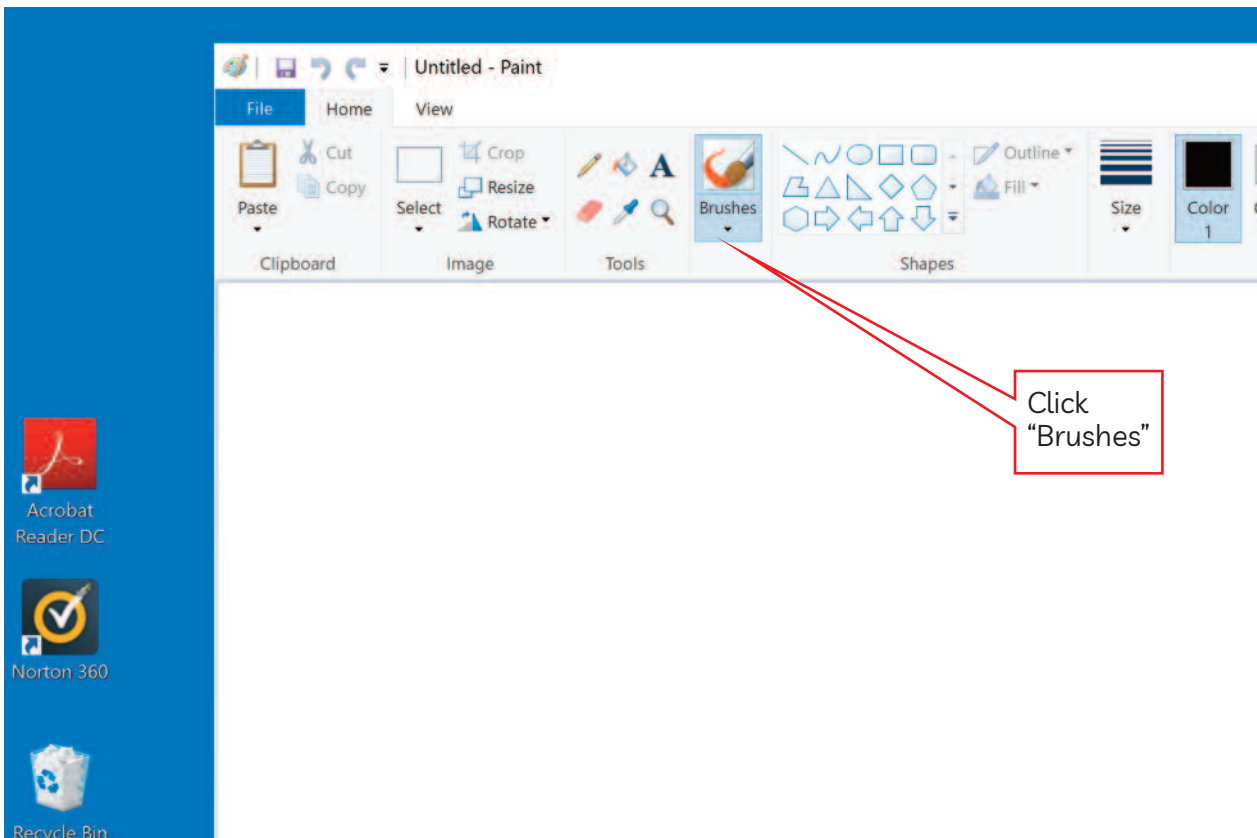 Untitled - Paint
File Home View
Paste
Cut
Copy
Clipboard
Select
Crop
Resize
Rotate
Image
A
Tools
Brushes
Outline
Fill
Shapes
Size
Color
1
Click
“Brushes”
Acrobat
Reader DC
Norton 360
Recycle Bin